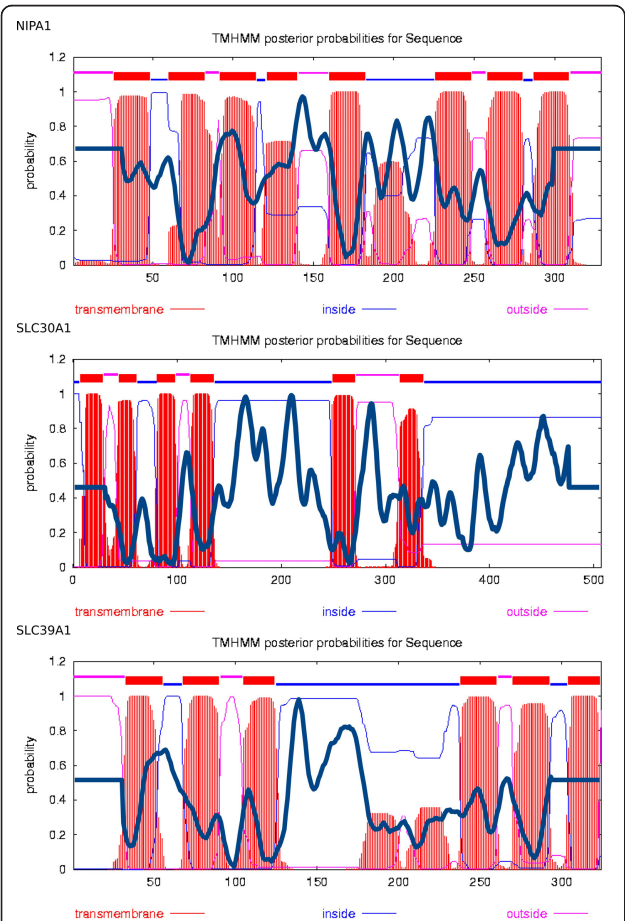 NIPA1
TMHMM posterior probabilities for Sequence
1.2
1
0.8
0.6
0.4
0.2
0
probability
50 100 150 200 250 300
transmembrane inside outside
SLC30A1
TMHMM posterior probabilities for Sequence
1.2
1
0.8
0.6
0.4
0.2
0
probability
0 100 200 300 400 500
transmembrane inside outside
SLC39A1
TMHMM posterior probabilities for Sequence
1.2
1
0.8
0.6
0.4
0.2
0
probability
50 100 150 200 250 300
transmembrane inside outside